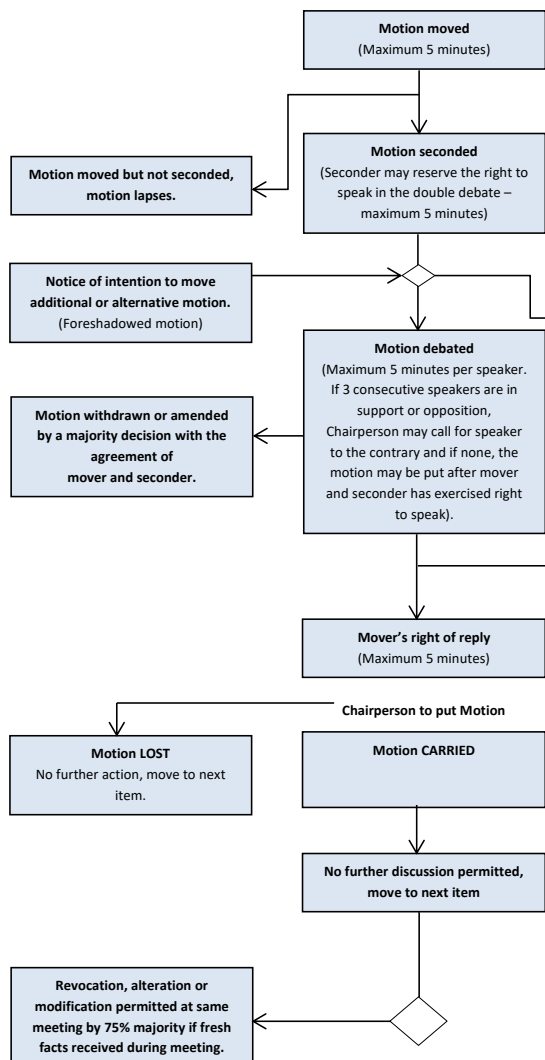 Motion moved
(Maximum 5 minutes)
Motion seconded
(Seconder may reserve the right to
speak in the double debate –
maximum 5 minutes)
Motion moved but not seconded,
motion lapses.
Notice of intention to move
additional or alternative motion.
(Foreshadowed motion)
Motion debated
(Maximum 5 minutes per speaker.
If 3 consecutive speakers are in
support or opposition,
Chairperson may call for speaker
to the contrary and if none, the
motion may be put after mover
and seconder has exercised right
to speak).
Motion withdrawn or amended
by a majority decision with the
agreement of
mover and seconder.
Mover’s right of reply
(Maximum 5 minutes)
Chairperson to put Motion
Motion LOST
No further action, move to next
item.
Motion CARRIED
No further discussion permitted,
move to next item
Revocation, alteration or
modification permitted at same
meeting by 75% majority if fresh
facts received during meeting.